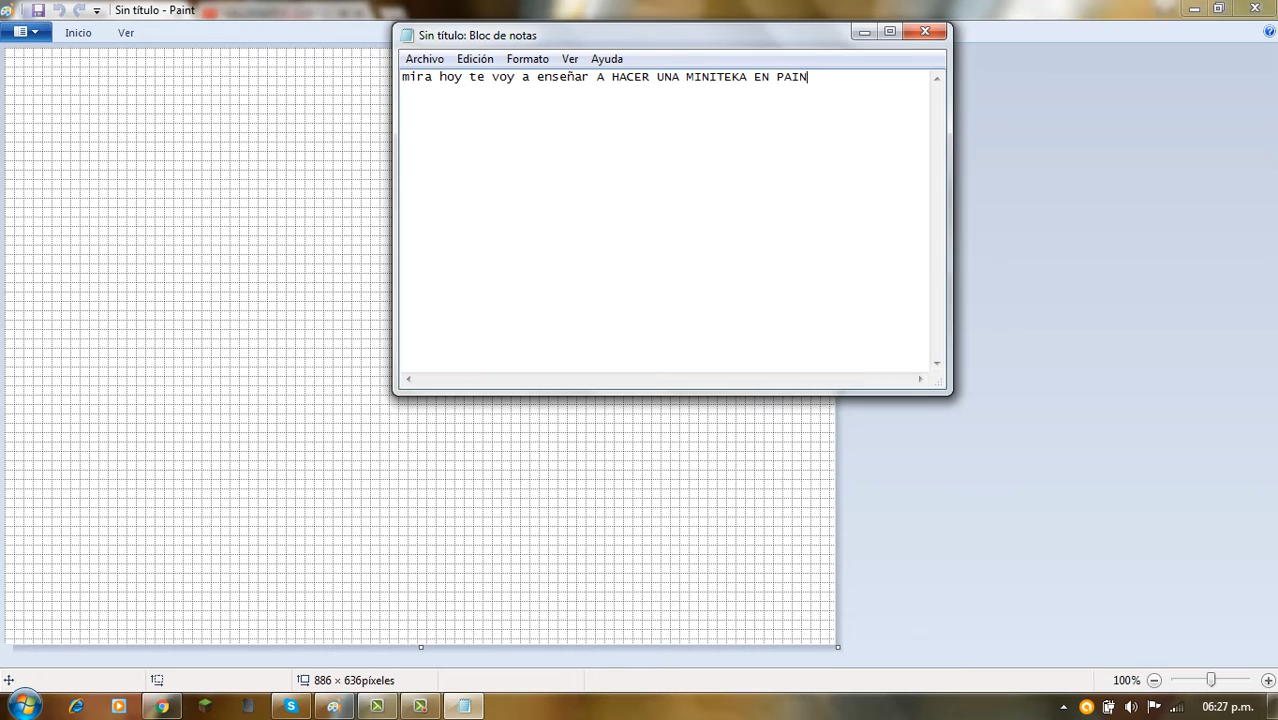 Sin título - Paint
Inicio Ver
Sin título: Bloc de notas
Archivo Edición Formato Ver Ayuda
mira hoy te voy a enseñar A HACER UNA MINITEKA EN PAIN
886 × 636píxeles
100%
06:27 p.m.